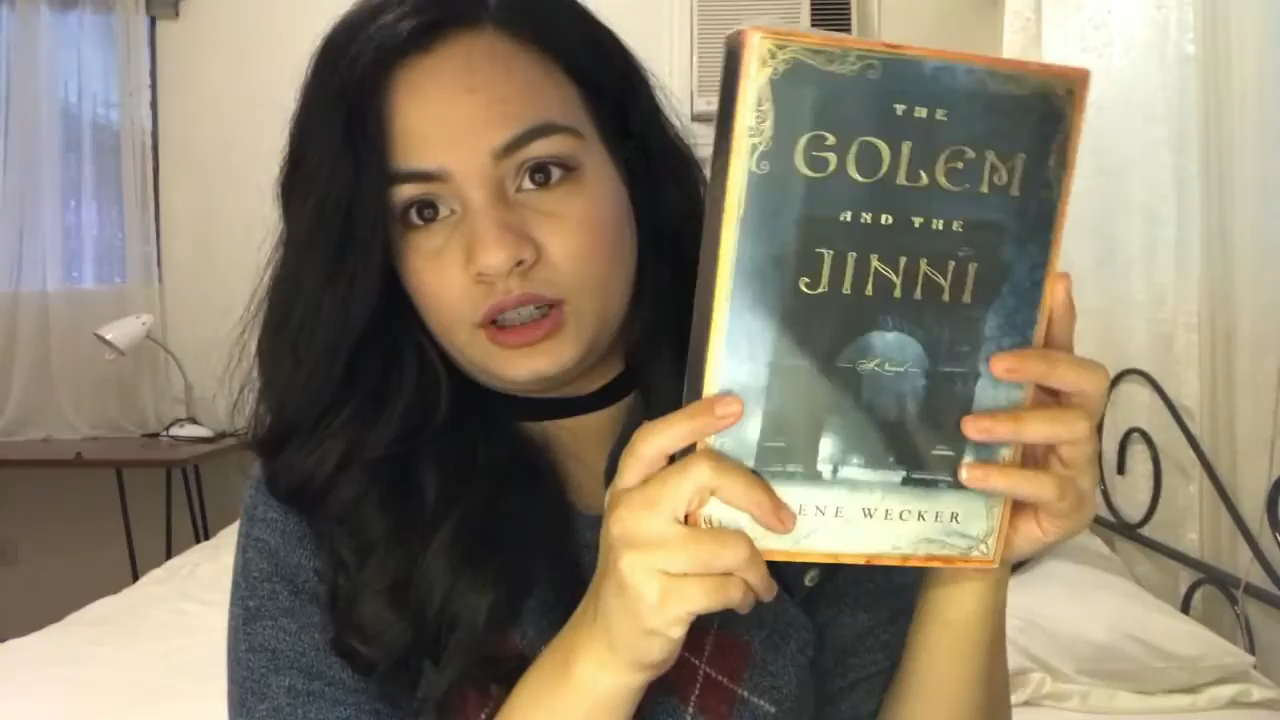 THE
GOLEM
AND THE
JINNI
A Novel
ENE WECKER